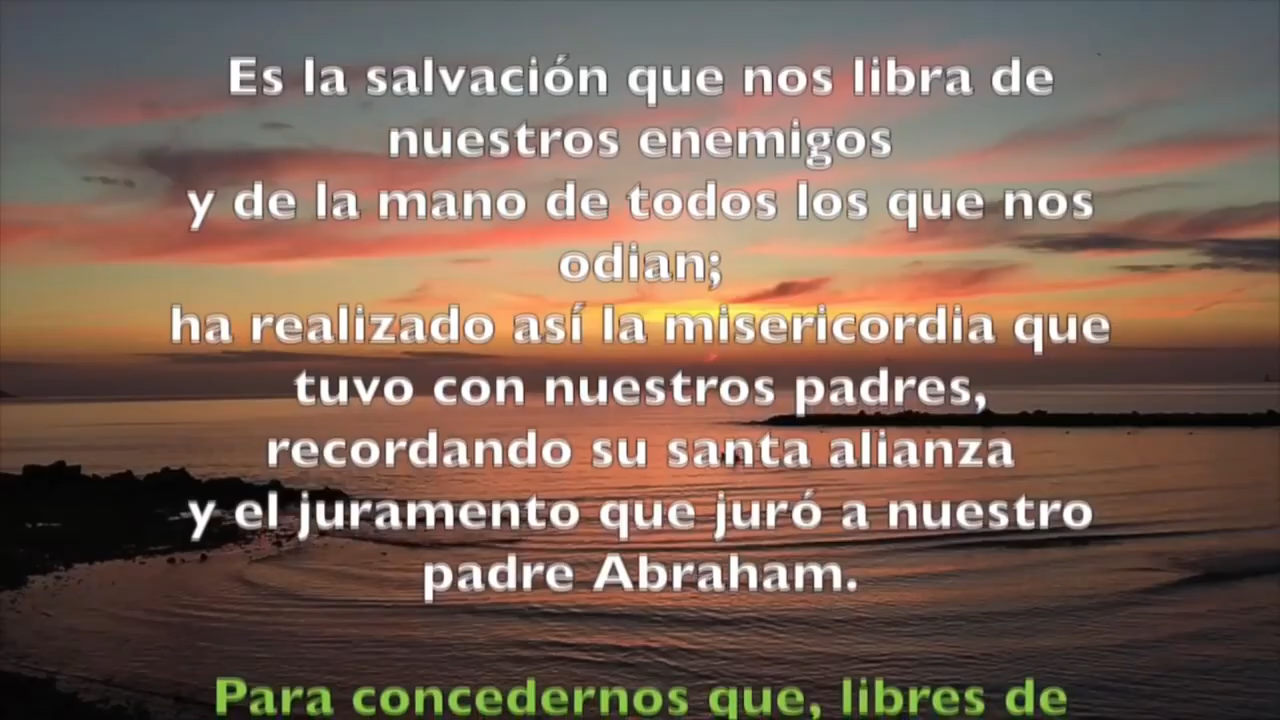 Es la salvación que nos libra de
nuestros enemigos
y de la mano de todos los que nos
odian;
ha realizado así la misericordia que
tuvo con nuestros padres,
recordando su santa alianza
y el juramento que juró a nuestro
padre Abraham.
Para concedernos que, libres de